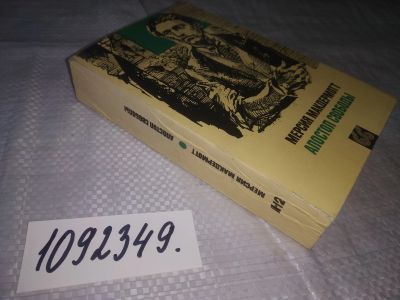 МЕРСИЯ МАКДЕРМОТТ
АПОСТОЛ СВОБОДЫ
МЕРСИЯ МАКДЕРМОТТ АПОСТОЛ СВОБОДЫ
1092349.